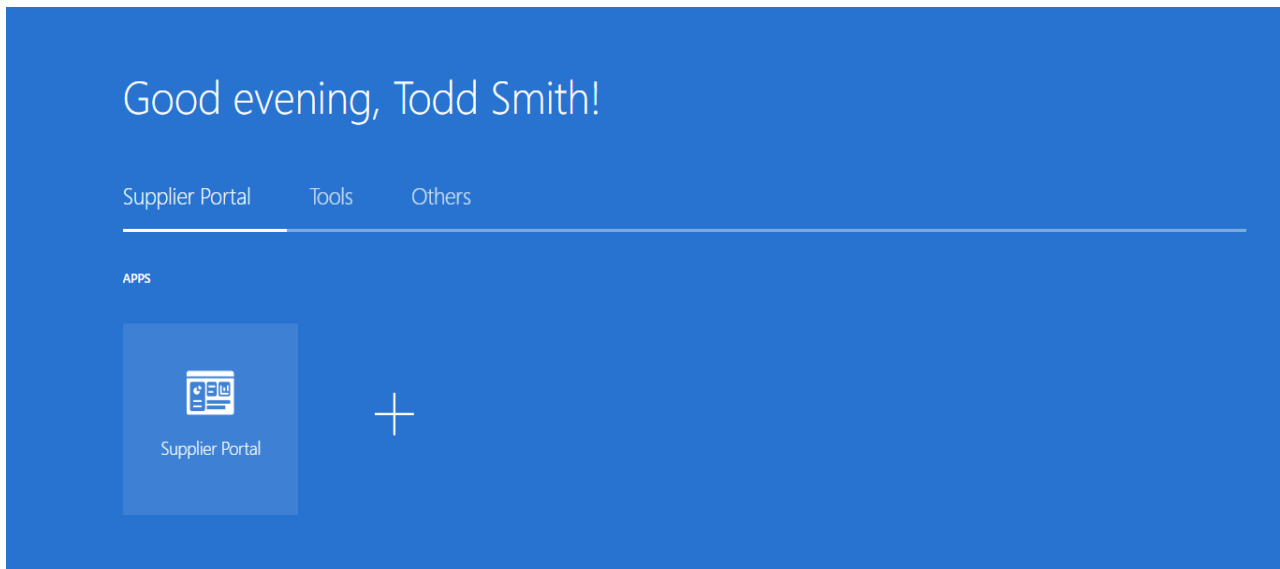 Good evening, Todd Smith!
Supplier Portal Tools Others
APPS
Supplier Portal